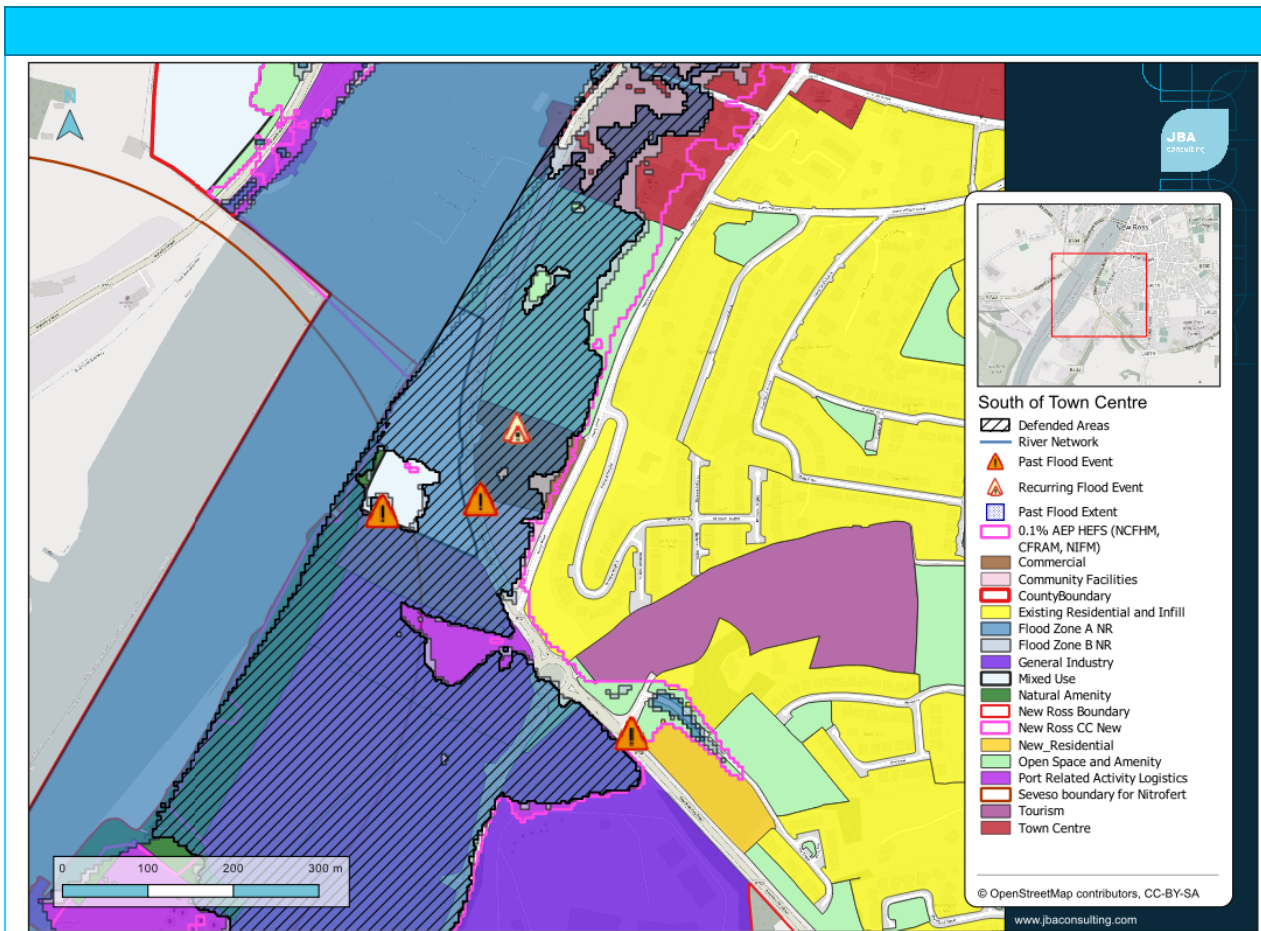 N
JBA
consulting
New Ross
South of Town Centre
Defended Areas
River Network
Past Flood Event
Recurring Flood Event
Past Flood Extent
0.1% AEP HEFS (NCFHM,
CFRAM, NIFM)
Commercial
Community Facilities
CountyBoundary
Existing Residential and Infill
Flood Zone A NR
Flood Zone B NR
General Industry
Mixed Use
Natural Amenity
New Ross Boundary
New Ross CC New
New_Residential
Open Space and Amenity
Port Related Activity Logistics
Seveso boundary for Nitrofert
Tourism
Town Centre
0 100 200 300 m
© OpenStreetMap contributors, CC-BY-SA
www.jbaconsulting.com